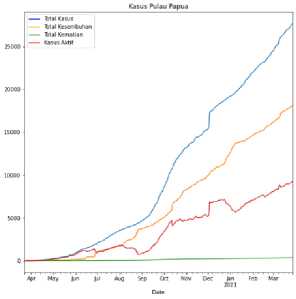 Kasus Pulau Papua
Total Kasus
Total Kesembuhan
Total Kematian
Kasus Aktif
25000
20000
15000
10000
5000
0
Apr May Jun Jul Aug Sep Oct Nov Dec Jan Feb Mar
2021
Date